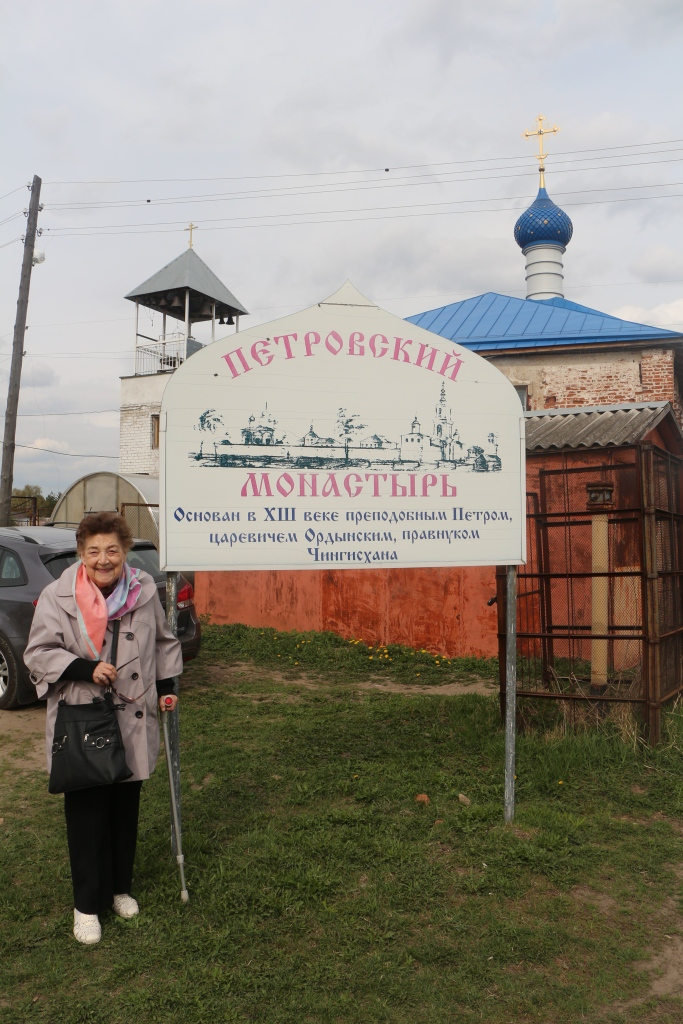 ПЕТРОВСКИЙ
МОНАСТЫРЬ
Основан в XIII веке преподобным Петром,
царевичем Ордынским, правнуком
Чингисхана